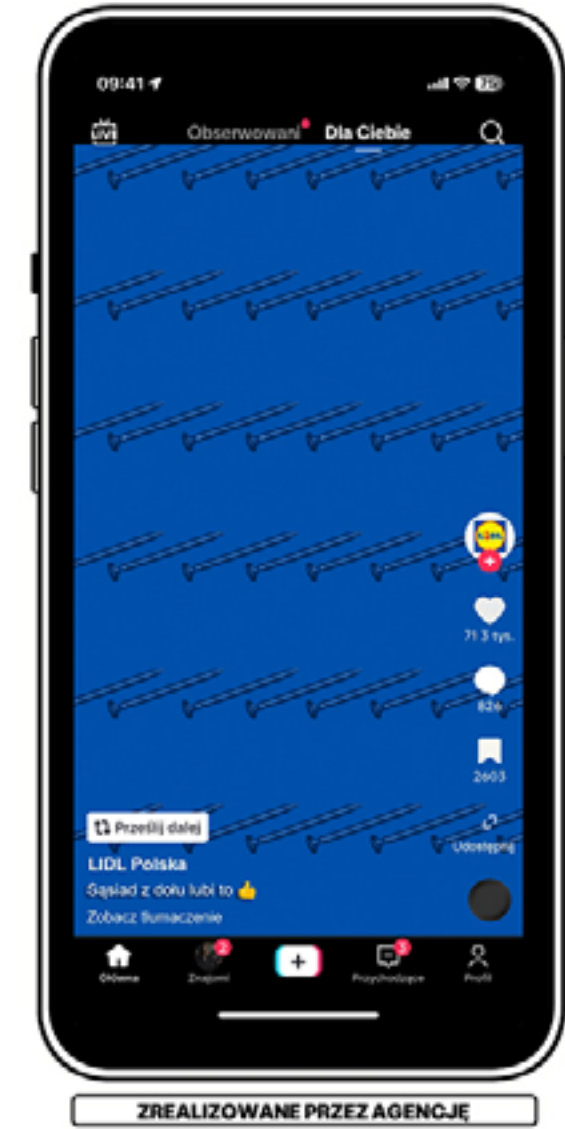 09:41
LIVE
Obserwowani
Dla Ciebie
LIDL
71 3 tys.
826
2603
Prześlij dalej
Udostępnij
LIDL Polska
Sąsiad z dołu lubi to 👍
Zobacz tłumaczenie
2
3
Główna
Znajomi
Przychodzące
Profil
ZREALIZOWANE PRZEZ AGENCJĘ